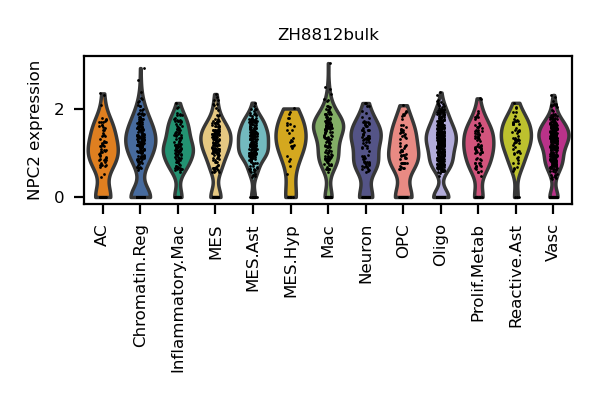 ZH8812bulk
NPC2 expression
2
0
AC
Chromatin.Reg
Inflammatory.Mac
MES
MES.Ast
MES.Hyp
Mac
Neuron
OPC
Oligo
Prolif.Metab
Reactive.Ast
Vasc